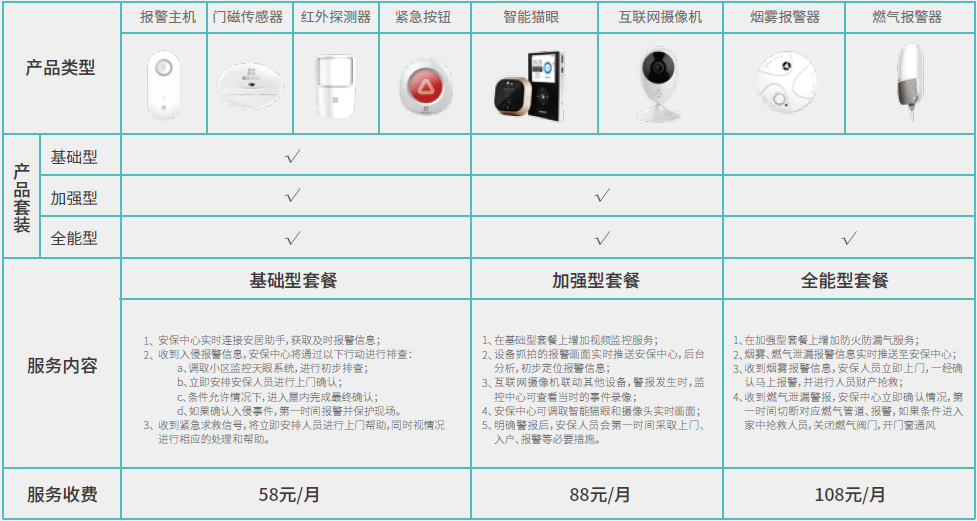 报警主机 门磁传感器 红外探测器 紧急按钮 智能猫眼 互联网摄像机 烟雾报警器 燃气报警器
产品类型
产品套装
基础型 √
加强型 √ √
全能型 √ √ √
基础型套餐 加强型套餐 全能型套餐
服务内容
1、安保中心实时连接安居助手,获取及时报警信息；
2、收到入侵报警信息,安保中心将通过以下行动进行排查：
a、调取小区监控天眼系统,进行初步排查；
b、立即安排安保人员进行上门确认；
c、条件允许情况下,进入屋内完成最终确认；
d、如果确认入侵事件,第一时间报警并保护现场。
3、收到紧急求救信号,将立即安排人员进行上门帮助,同时视情况
进行相应的处理和帮助。
1、在基础型套餐上增加视频监控服务；
2、设备抓拍的报警画面实时推送安保中心,后台
分析,初步定位报警信息；
3、互联网摄像机联动其他设备,警报发生时,监
控中心可查看当时的事件录像；
4、安保中心可调取智能猫眼和摄像头实时画面；
5、明确警报后,安保人员会第一时间采取上门、
入户、报警等必要措施。
1、在加强型套餐上增加防火防漏气服务；
2、烟雾、燃气泄漏报警信息实时推送至安保中心；
3、收到烟雾报警信息,安保人员立即上门,一经确
认马上报警,并进行人员财产抢救；
4、收到燃气泄漏报警,安保中心立即确认情况,第
一时间切断对应燃气管道、报警,如果条件进入
家中抢救人员,关闭燃气阀门,开门窗通风
服务收费 58元/月 88元/月 108元/月